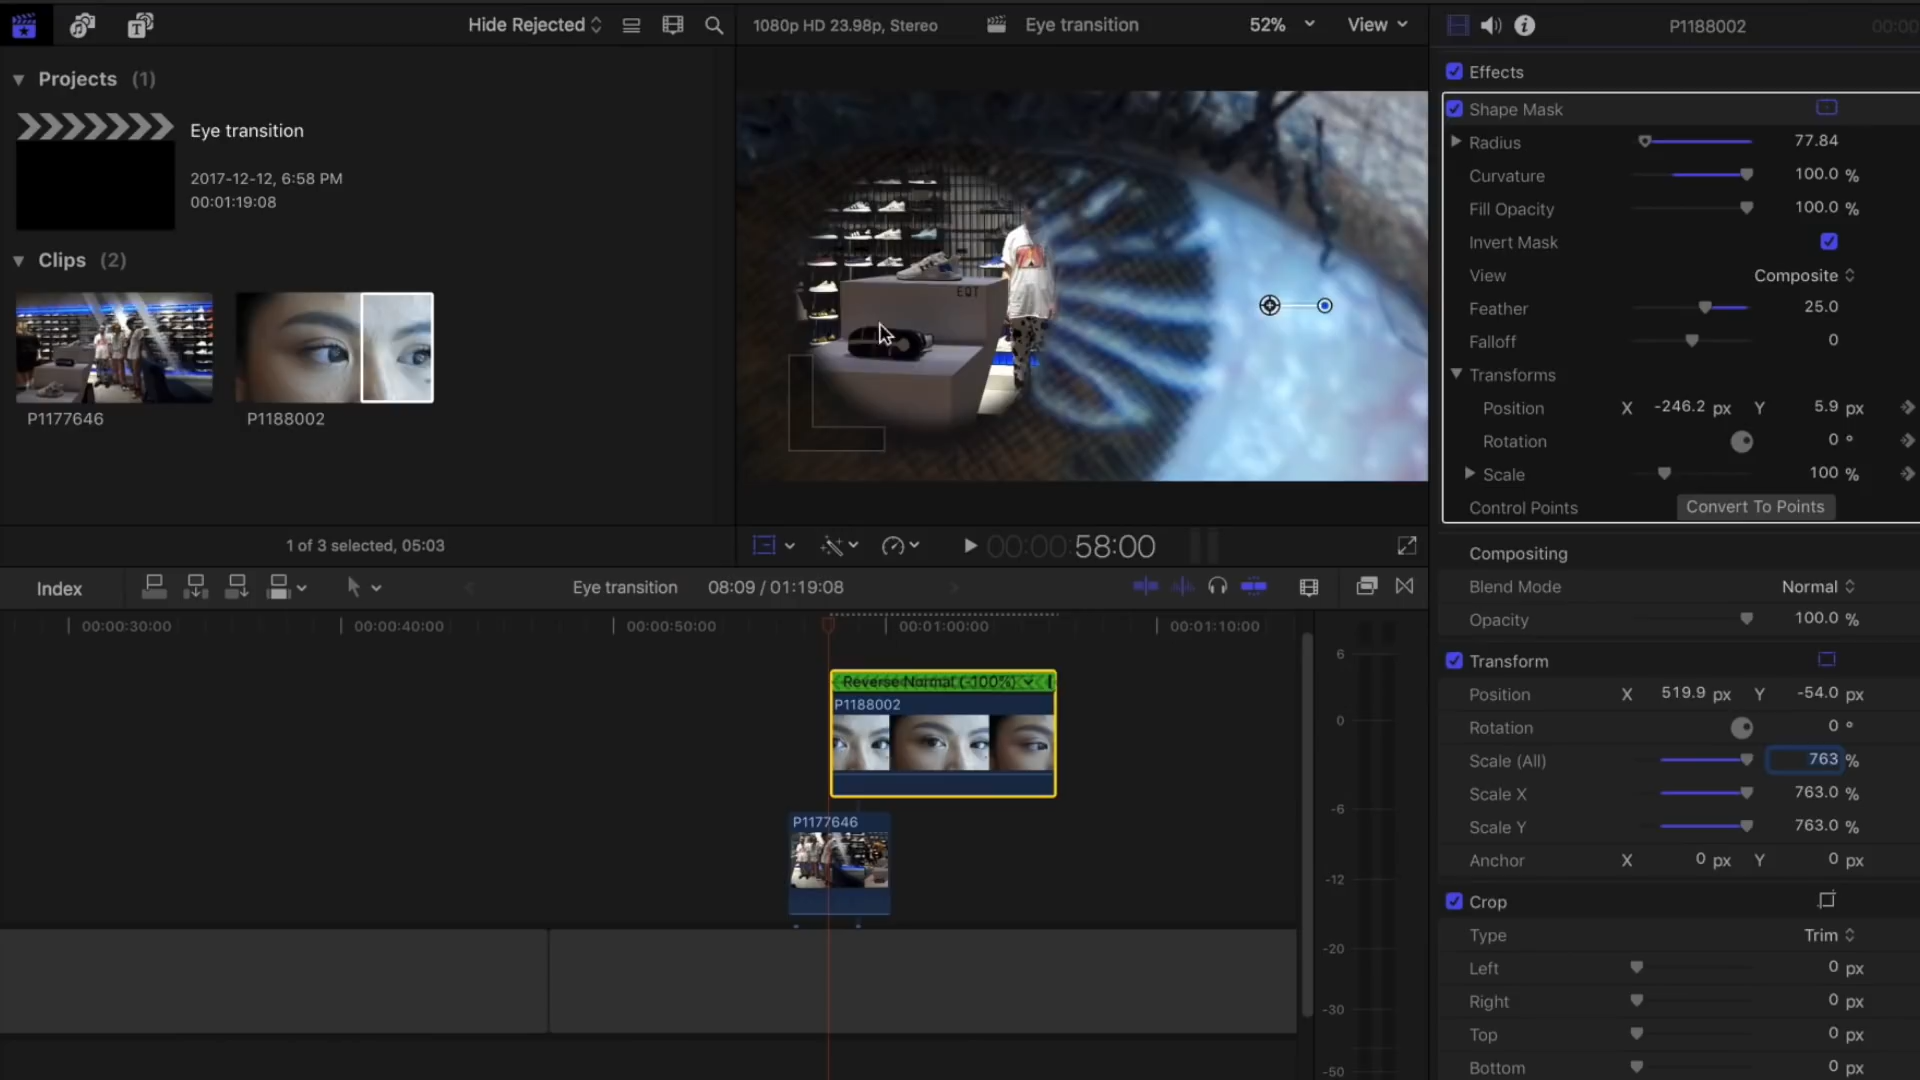 Hide Rejected
1080p HD 23.98p, Stereo
Eye transition
52%
View
P1188002
00:00
Projects (1)
Eye transition
2017-12-12, 6:58 PM
00:01:19:08
Clips (2)
P1177646
P1188002
1 of 3 selected, 05:03
EQT
00:00:58:00
Effects
Shape Mask
Radius 77.84
Curvature 100.0 %
Fill Opacity 100.0 %
Invert Mask
View Composite
Feather 25.0
Falloff 0
Transforms
Position X -246.2 px Y 5.9 px
Rotation 0 °
Scale 100 %
Control Points Convert To Points
Compositing
Blend Mode Normal
Opacity 100.0 %
Transform
Position X 519.9 px Y -54.0 px
Rotation 0 °
Scale (All) 763 %
Scale X 763.0 %
Scale Y 763.0 %
Anchor X 0 px Y 0 px
Crop
Type Trim
Left 0 px
Right 0 px
Top 0 px
Bottom 0 px
Index
Eye transition
08:09 / 01:19:08
00:00:30:00
00:00:40:00
00:00:50:00
00:01:00:00
00:01:10:00
Reverse Normal (-100%)
P1188002
P1177646
6
0
-6
-12
-20
-30
-50